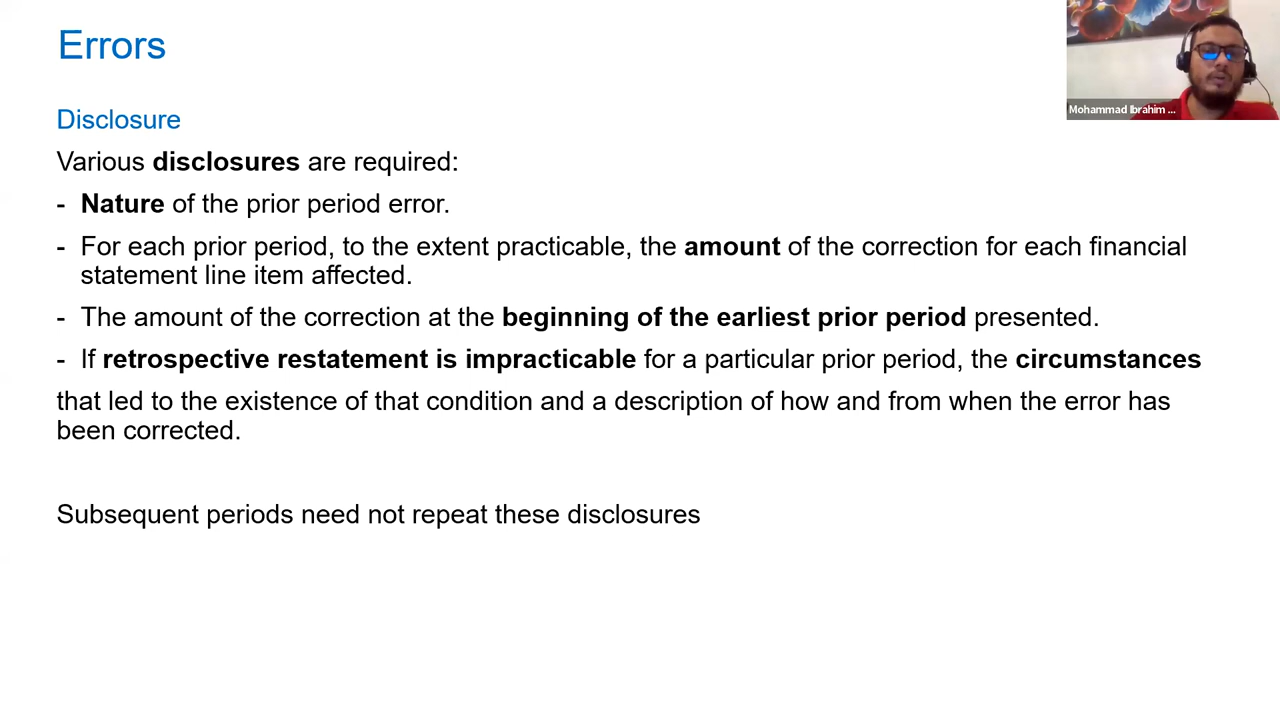 Errors
Mohammad Ibrahim ...
Disclosure
Various disclosures are required:
- Nature of the prior period error.
- For each prior period, to the extent practicable, the amount of the correction for each financial
statement line item affected.
- The amount of the correction at the beginning of the earliest prior period presented.
- If retrospective restatement is impracticable for a particular prior period, the circumstances
that led to the existence of that condition and a description of how and from when the error has
been corrected.
Subsequent periods need not repeat these disclosures